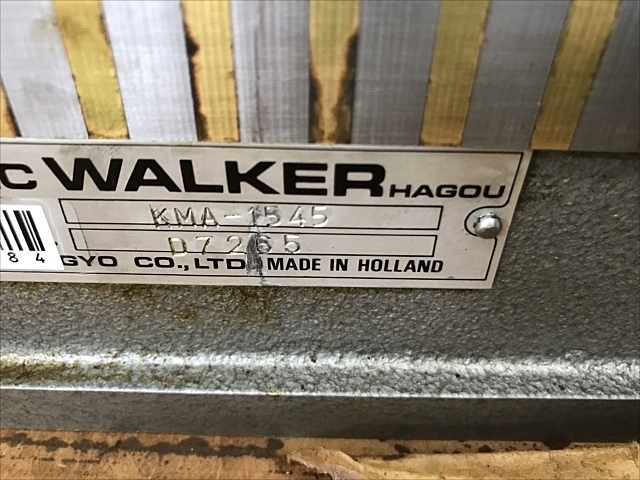 C WALKER HAGOU
KMA-1545
D7265
84 GYO CO.,LTD. MADE IN HOLLAND